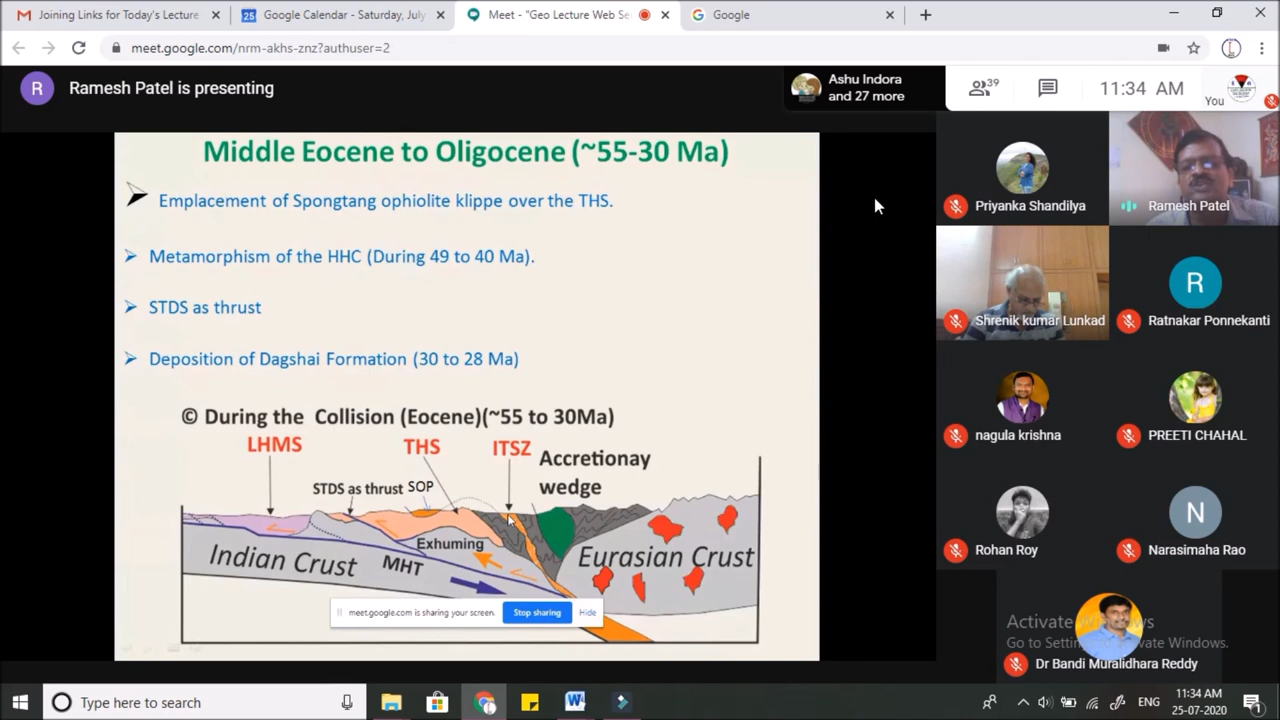 Joining Links for Today's Lecture
Google Calendar - Saturday, July
Meet - "Geo Lecture Web Se
Google
meet.google.com/nrm-akhs-znz?authuser=2
R
Ramesh Patel is presenting
Ashu Indora
and 27 more
39
11:34 AM
You
Middle Eocene to Oligocene (~55-30 Ma)
Emplacement of Spongtang ophiolite klippe over the THS.
Metamorphism of the HHC (During 49 to 40 Ma).
STDS as thrust
Deposition of Dagshai Formation (30 to 28 Ma)
© During the Collision (Eocene)(~55 to 30Ma)
LHMS
THS
ITSZ
Accretionay
wedge
STDS as thrust
SOP
Exhuming
Indian Crust
MHT
Eurasian Crust
meet.google.com is sharing your screen.
Stop sharing
Hide
Priyanka Shandilya
Ramesh Patel
Shrenik kumar Lunkad
R
Ratnakar Ponnekanti
nagula krishna
PREETI CHAHAL
Rohan Roy
N
Narasimaha Rao
Activate Windows
Go to Settings to activate Windows.
Dr Bandi Muralidhara Reddy
Type here to search
ENG
11:34 AM
25-07-2020
1